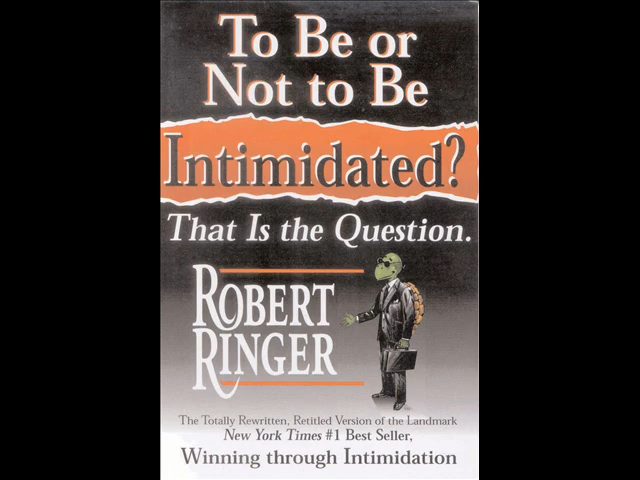 To Be or
Not to Be
Intimidated?
That Is the Question.
ROBERT
RINGER
The Totally Rewritten, Retitled Version of the Landmark
New York Times #1 Best Seller,
Winning through Intimidation